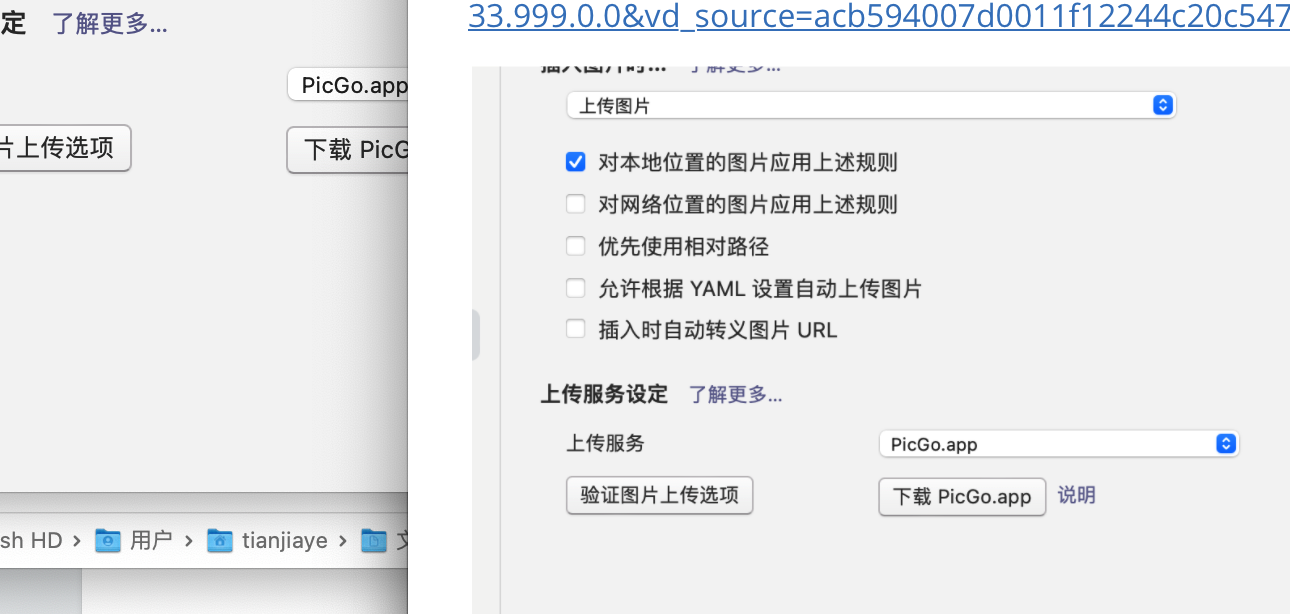 定 了解更多...
PicGo.app
片上传选项
下载 PicG
sh HD › 用户 › tianjiaye ›
33.999.0.0&vd_source=acb594007d0011f12244c20c547
插入图片时... 了解更多...
上传图片
对本地位置的图片应用上述规则
对网络位置的图片应用上述规则
优先使用相对路径
允许根据 YAML 设置自动上传图片
插入时自动转义图片 URL
上传服务设定 了解更多...
上传服务
PicGo.app
验证图片上传选项
下载 PicGo.app 说明